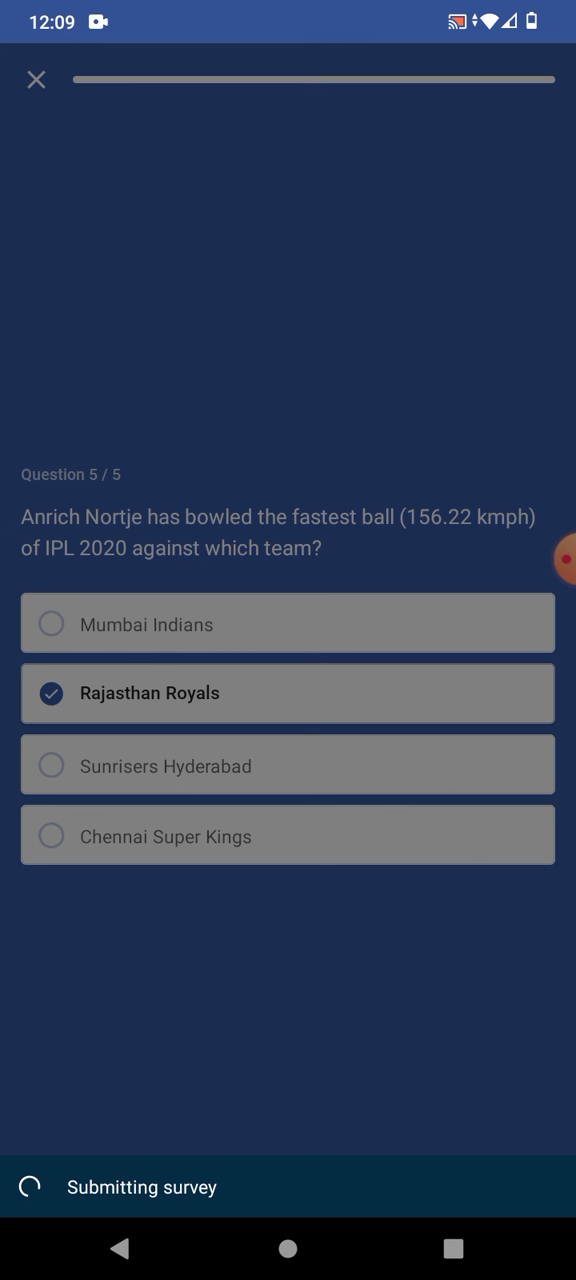 12:09
Question 5 / 5
Anrich Nortje has bowled the fastest ball (156.22 kmph)
of IPL 2020 against which team?
Mumbai Indians
Rajasthan Royals
Sunrisers Hyderabad
Chennai Super Kings
Submitting survey